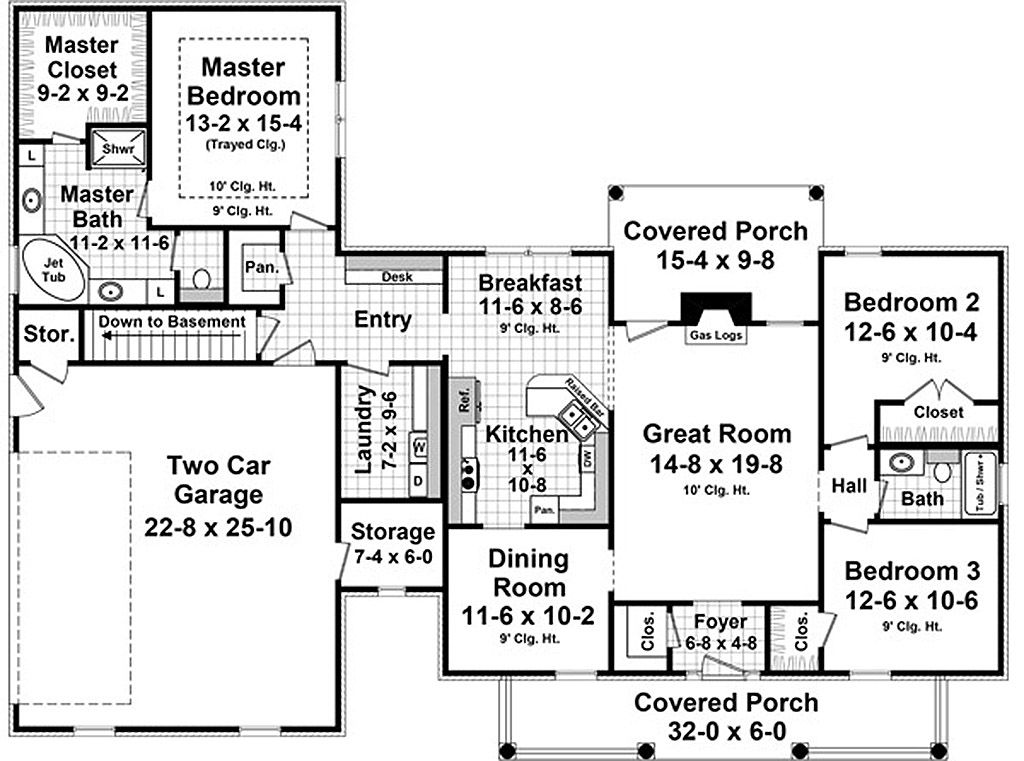 Master
Closet
9-2 x 9-2
Master
Bedroom
13-2 x 15-4
(Trayed Clg.)
10' Clg. Ht.
9' Clg. Ht.
L
Shwr
Master
Bath
11-2 x 11-6
Jet
Tub
L
Pan.
Desk
Entry
Stor.
Down to Basement
Breakfast
11-6 x 8-6
9' Clg. Ht.
Covered Porch
15-4 x 9-8
Gas Logs
Bedroom 2
12-6 x 10-4
9' Clg. Ht.
Closet
Laundry
7-2 x 9-6
W
D
Ref.
Raised Bar
Kitchen
11-6
x
10-8
DW
Pan.
Great Room
14-8 x 19-8
10' Clg. Ht.
Hall
Bath
Tub / Shwr
Two Car
Garage
22-8 x 25-10
Storage
7-4 x 6-0
Dining
Room
11-6 x 10-2
9' Clg. Ht.
Clos.
Foyer
6-8 x 4-8
Clos.
Bedroom 3
12-6 x 10-6
9' Clg. Ht.
Covered Porch
32-0 x 6-0